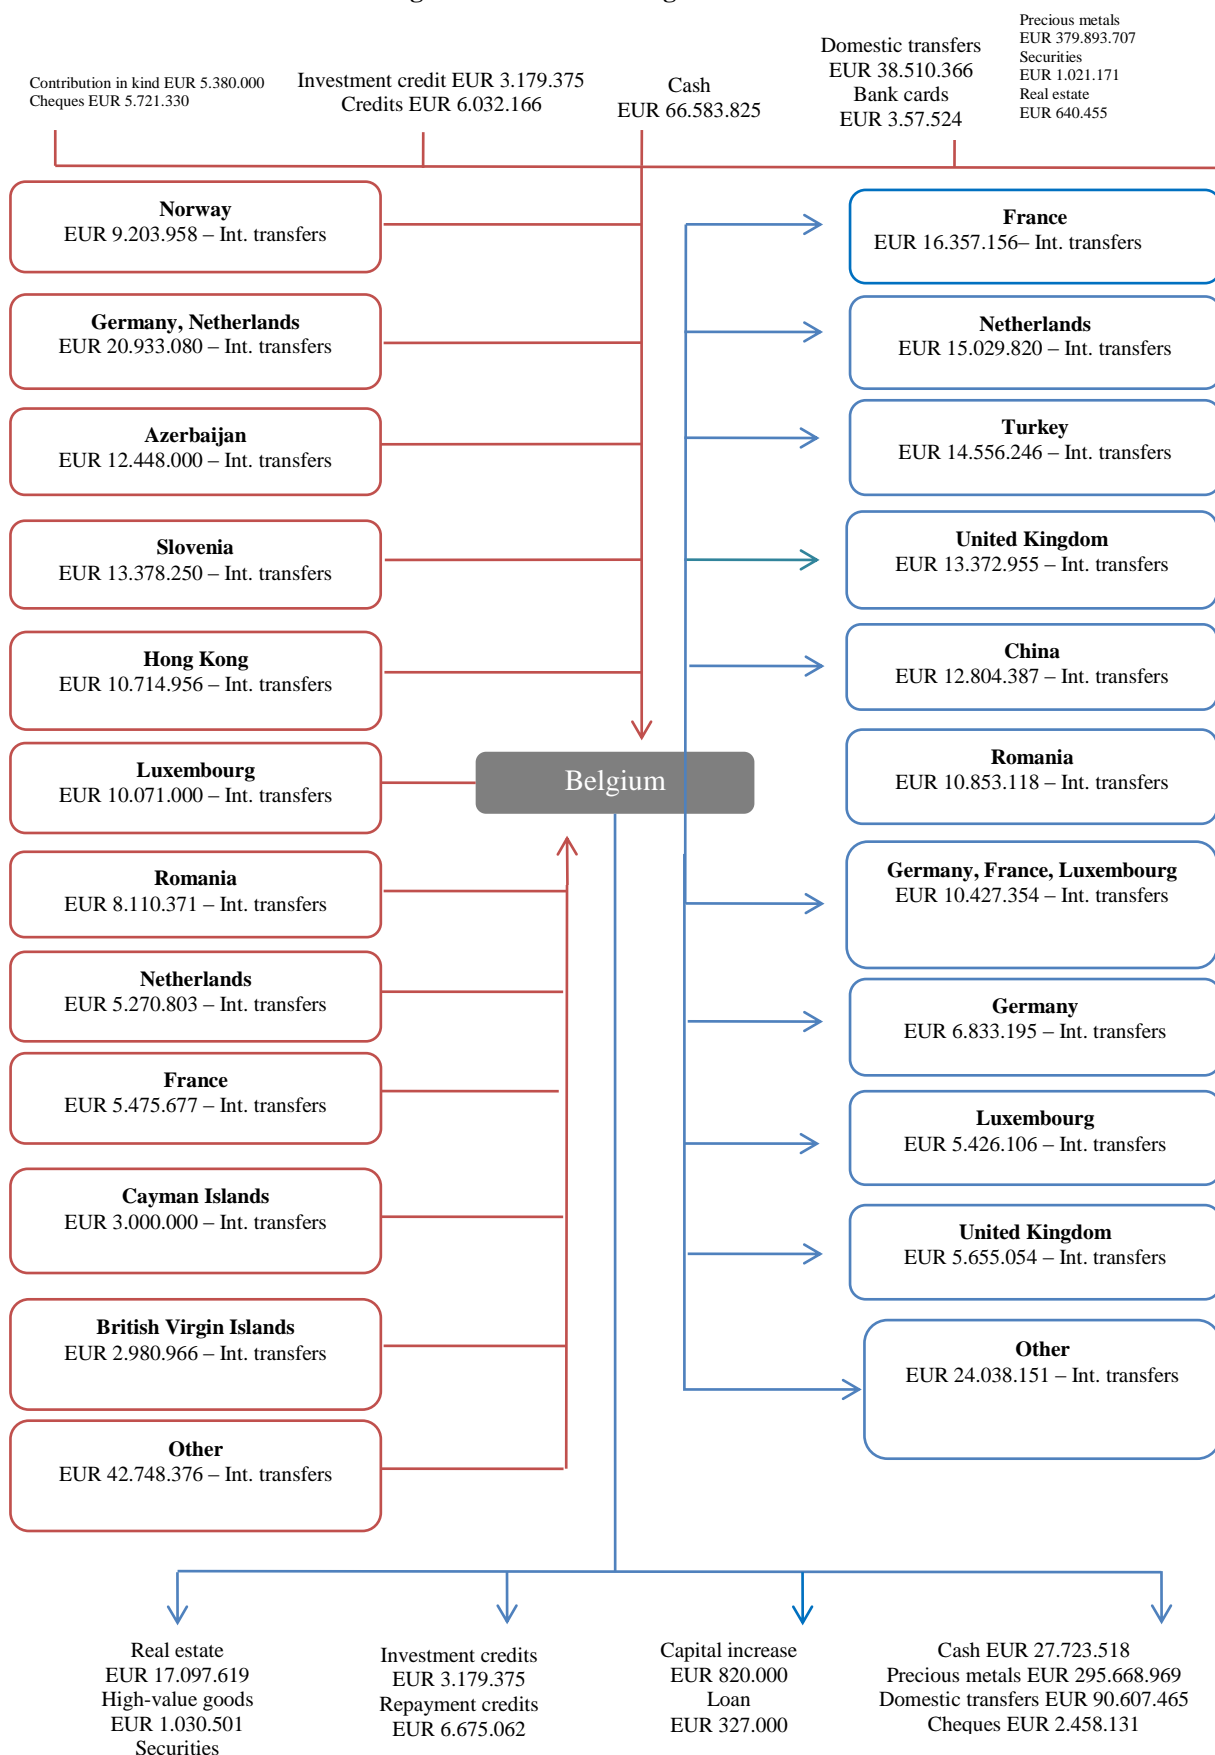 Contribution in kind EUR 5.380.000
Cheques EUR 5.721.330
Investment credit EUR 3.179.375
Credits EUR 6.032.166
Cash
EUR 66.583.825
Domestic transfers
EUR 38.510.366
Bank cards
EUR 3.57.524
Precious metals
EUR 379.893.707
Securities
EUR 1.021.171
Real estate
EUR 640.455
Norway
EUR 9.203.958 – Int. transfers
Germany, Netherlands
EUR 20.933.080 – Int. transfers
Azerbaijan
EUR 12.448.000 – Int. transfers
Slovenia
EUR 13.378.250 – Int. transfers
Hong Kong
EUR 10.714.956 – Int. transfers
Luxembourg
EUR 10.071.000 – Int. transfers
Romania
EUR 8.110.371 – Int. transfers
Netherlands
EUR 5.270.803 – Int. transfers
France
EUR 5.475.677 – Int. transfers
Cayman Islands
EUR 3.000.000 – Int. transfers
British Virgin Islands
EUR 2.980.966 – Int. transfers
Other
EUR 42.748.376 – Int. transfers
Belgium
France
EUR 16.357.156– Int. transfers
Netherlands
EUR 15.029.820 – Int. transfers
Turkey
EUR 14.556.246 – Int. transfers
United Kingdom
EUR 13.372.955 – Int. transfers
China
EUR 12.804.387 – Int. transfers
Romania
EUR 10.853.118 – Int. transfers
Germany, France, Luxembourg
EUR 10.427.354 – Int. transfers
Germany
EUR 6.833.195 – Int. transfers
Luxembourg
EUR 5.426.106 – Int. transfers
United Kingdom
EUR 5.655.054 – Int. transfers
Other
EUR 24.038.151 – Int. transfers
Real estate
EUR 17.097.619
High-value goods
EUR 1.030.501
Securities
Investment credits
EUR 3.179.375
Repayment credits
EUR 6.675.062
Capital increase
EUR 820.000
Loan
EUR 327.000
Cash EUR 27.723.518
Precious metals EUR 295.668.969
Domestic transfers EUR 90.607.465
Cheques EUR 2.458.131